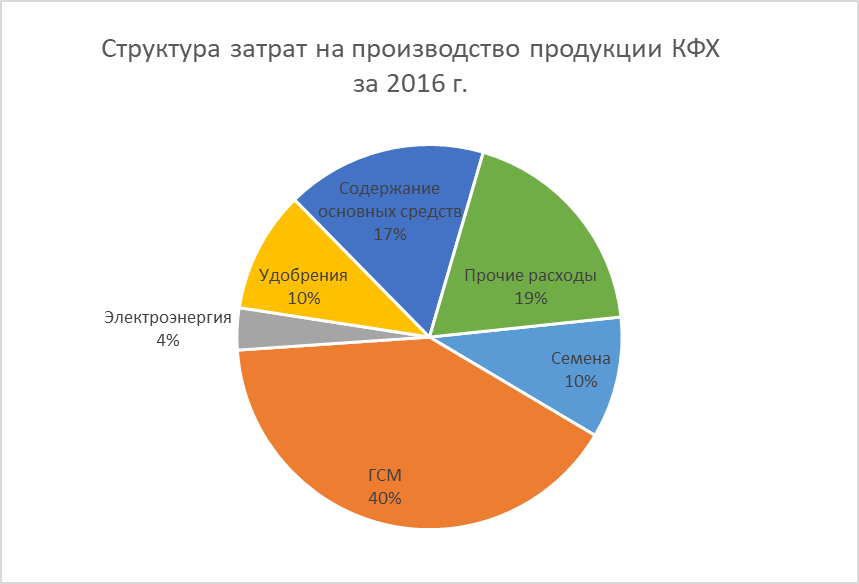 Структура затрат на производство продукции КФХ
за 2016 г.
Содержание
основных средств
17%
Прочие расходы
19%
Удобрения
10%
Электроэнергия
4%
Семена
10%
ГСМ
40%